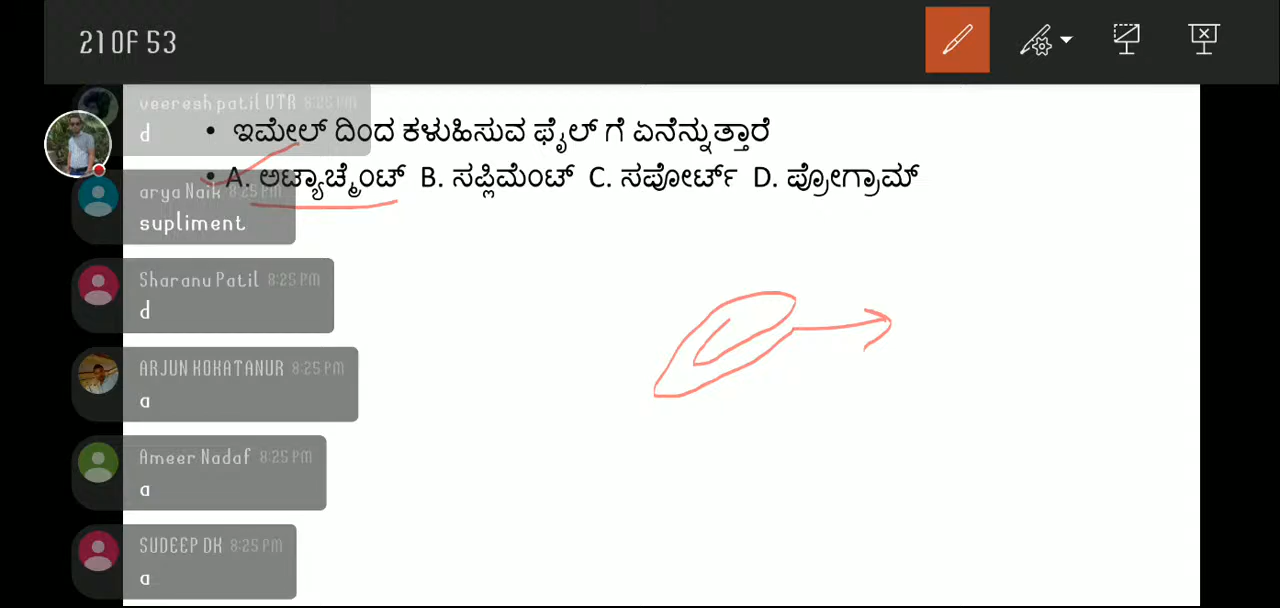 21 OF 53
veeresh patil UTR 8:25 PM
d
• ಇಮೇಲ್ ದಿಂದ ಕಳುಹಿಸುವ ಫೈಲ್ ಗೆ ಏನೆನ್ನುತ್ತಾರೆ
• A. ಅಟ್ಯಾಚ್ಮೆಂಟ್ B. ಸಪ್ಲಿಮೆಂಟ್ C. ಸಪೋರ್ಟ್ D. ಪ್ರೋಗ್ರಾಮ್
arya Naik 8:25 PM
supliment
Sharanu Patil 8:25 PM
d
ARJUN KOKATANUR 8:25 PM
a
Ameer Nadaf 8:25 PM
a
SUDEEP DK 8:25 PM
a